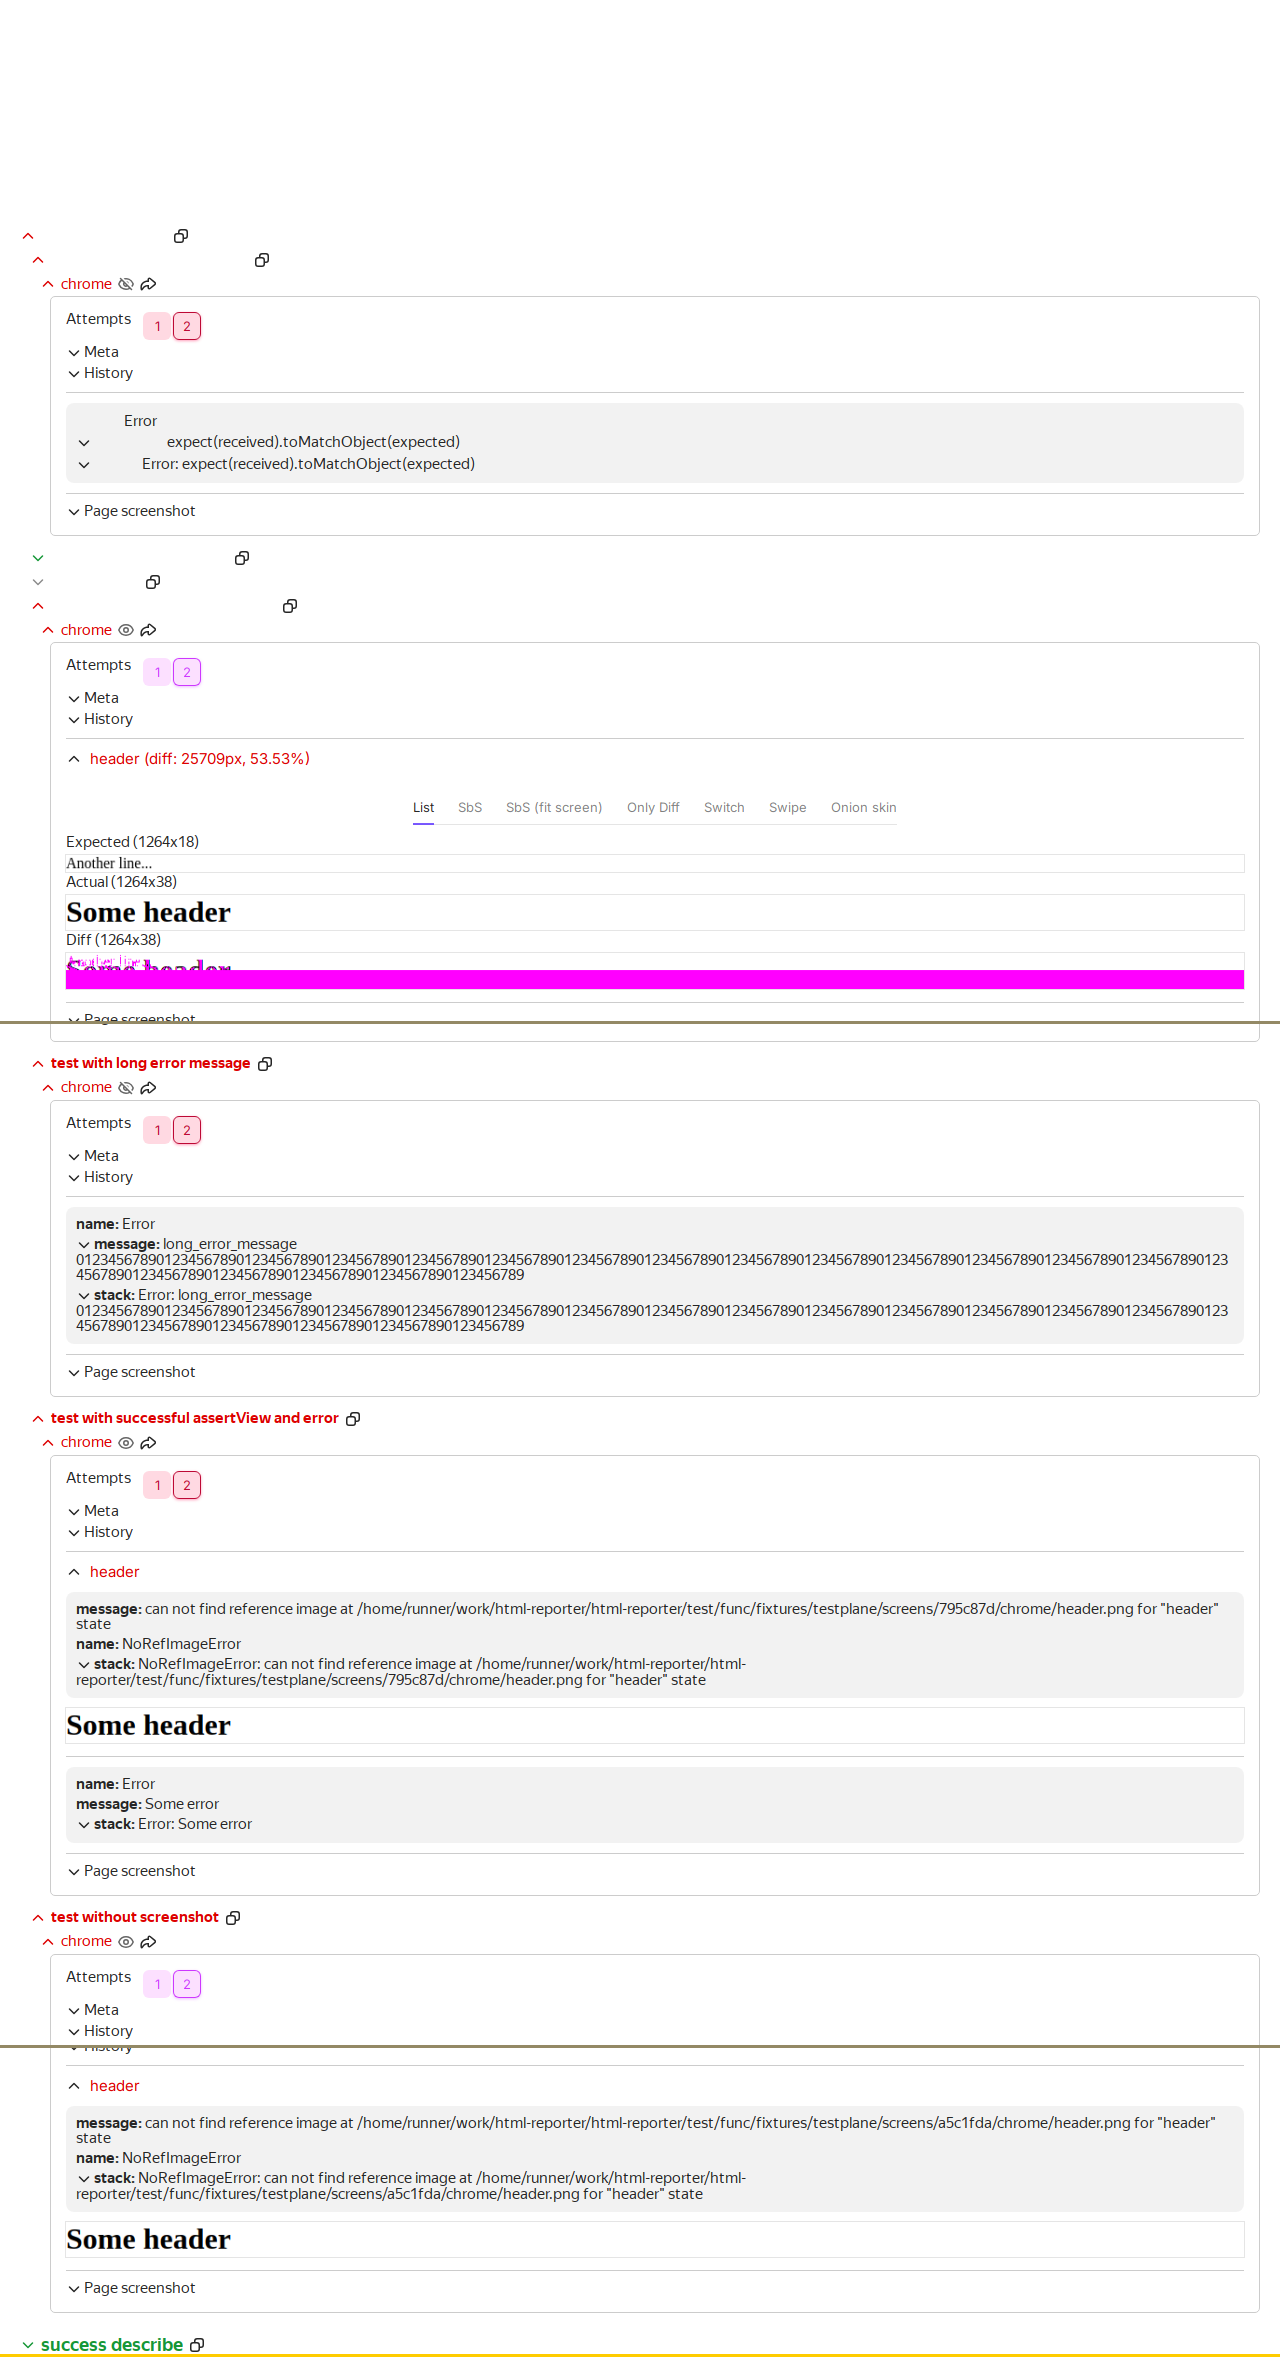 chrome
Attempts 1 2
Meta
History
Error
expect(received).toMatchObject(expected)
Error: expect(received).toMatchObject(expected)
Page screenshot
chrome
Attempts 1 2
Meta
History
header (diff: 25709px, 53.53%)
List SbS SbS (fit screen) Only Diff Switch Swipe Onion skin
Expected (1264x18)
Another line...
Actual (1264x38)
Some header
Diff (1264x38)
Some header
Page screenshot
test with long error message
chrome
Attempts 1 2
Meta
History
name: Error
message: long_error_message
0123456789012345678901234567890123456789012345678901234567890123456789012345678901234567890123456789012345678901234567890123456789012345678901234567890123
45678901234567890123456789012345678901234567890123456789
stack: Error: long_error_message
0123456789012345678901234567890123456789012345678901234567890123456789012345678901234567890123456789012345678901234567890123456789012345678901234567890123
45678901234567890123456789012345678901234567890123456789
Page screenshot
test with successful assertView and error
chrome
Attempts 1 2
Meta
History
header
message: can not find reference image at /home/runner/work/html-reporter/html-reporter/test/func/fixtures/testplane/screens/795c87d/chrome/header.png for "header"
state
name: NoRefImageError
stack: NoRefImageError: can not find reference image at /home/runner/work/html-reporter/html-
reporter/test/func/fixtures/testplane/screens/795c87d/chrome/header.png for "header" state
Some header
name: Error
message: Some error
stack: Error: Some error
Page screenshot
test without screenshot
chrome
Attempts 1 2
Meta
History
header
message: can not find reference image at /home/runner/work/html-reporter/html-reporter/test/func/fixtures/testplane/screens/a5c1fda/chrome/header.png for "header"
state
name: NoRefImageError
stack: NoRefImageError: can not find reference image at /home/runner/work/html-reporter/html-
reporter/test/func/fixtures/testplane/screens/a5c1fda/chrome/header.png for "header" state
Some header
Page screenshot
success describe